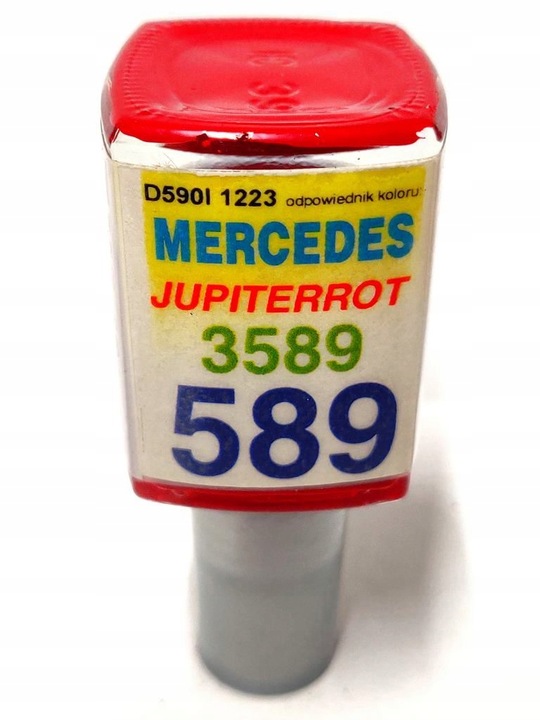 D590I 1223 odpowiednik koloru:
MERCEDES
JUPITERROT
3589
589